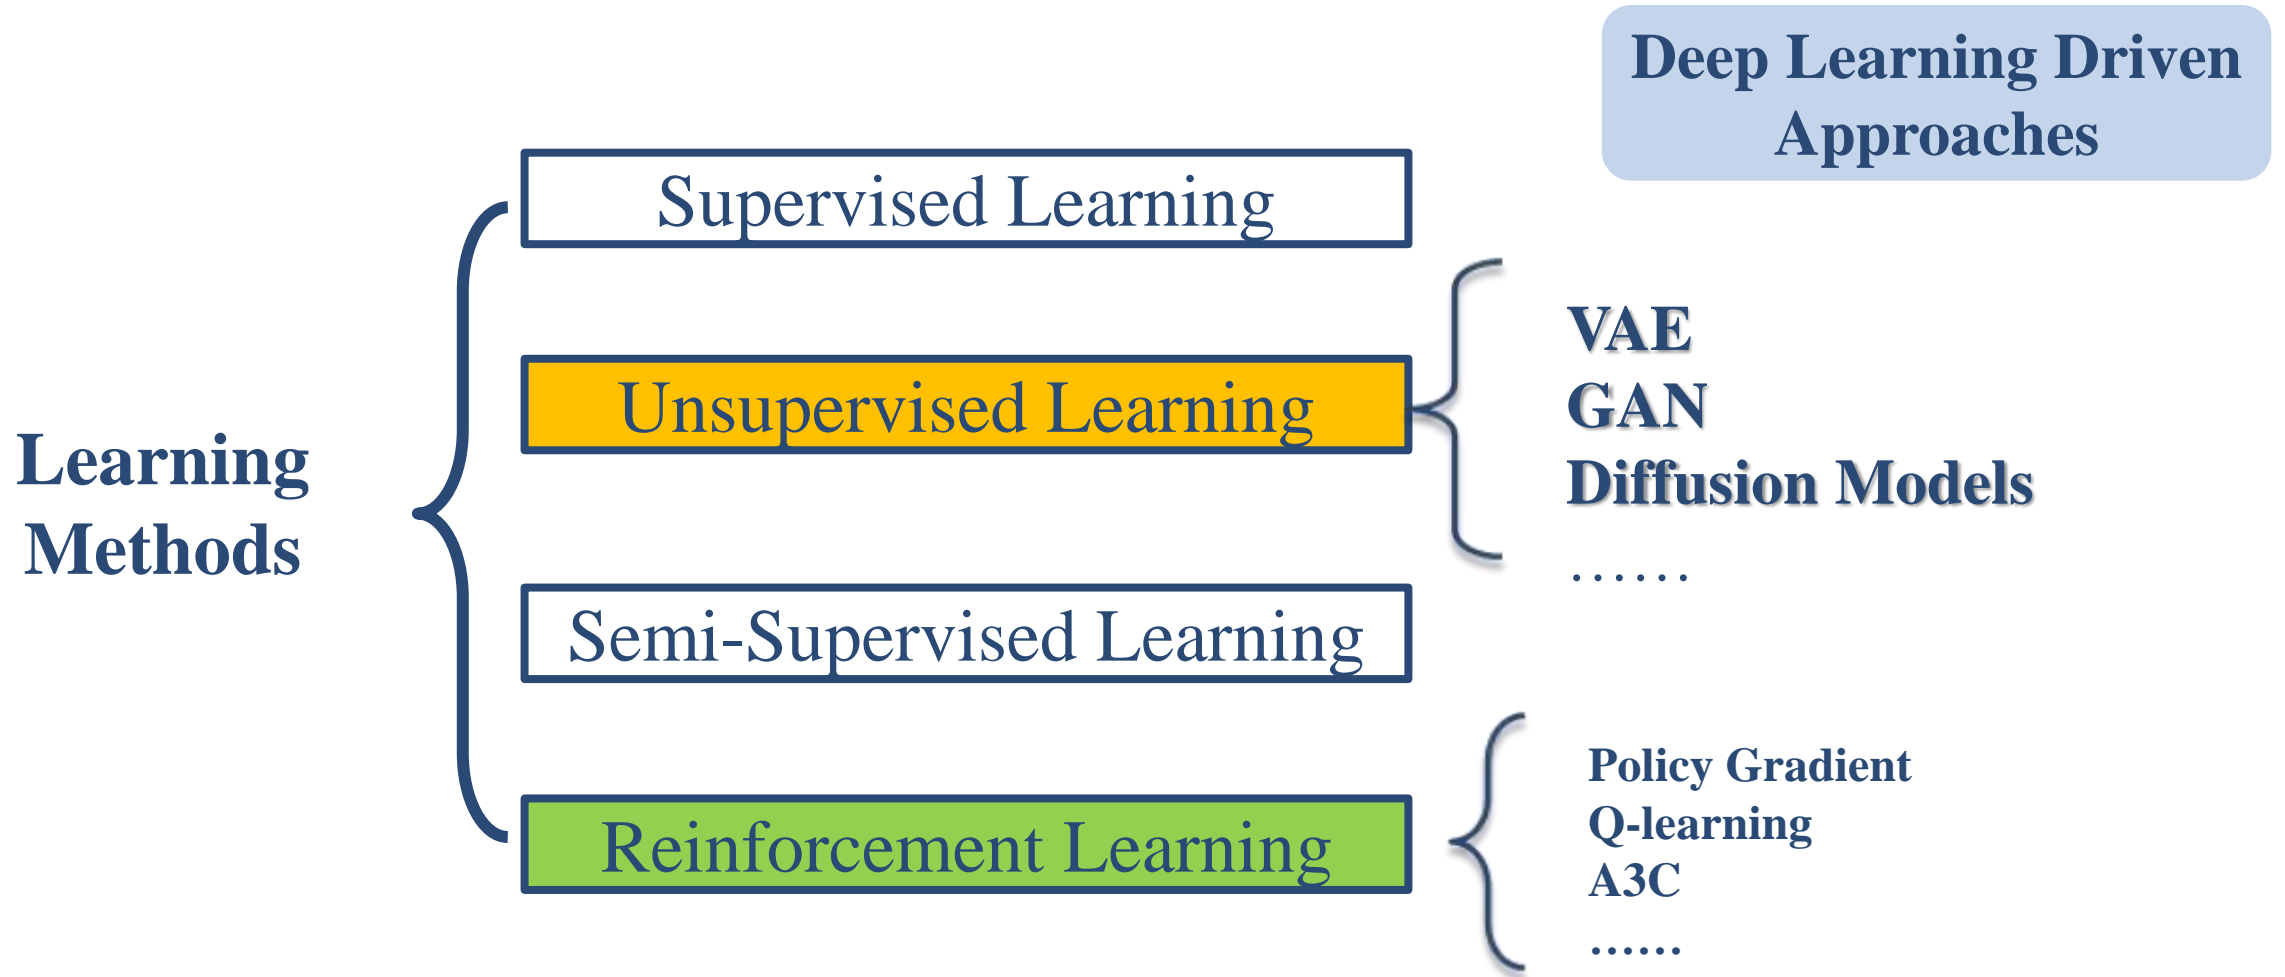 Deep Learning Driven
Approaches
Learning
Methods
Supervised Learning
Unsupervised Learning
VAE
GAN
Diffusion Models
……
Semi-Supervised Learning
Reinforcement Learning
Policy Gradient
Q-learning
A3C
……